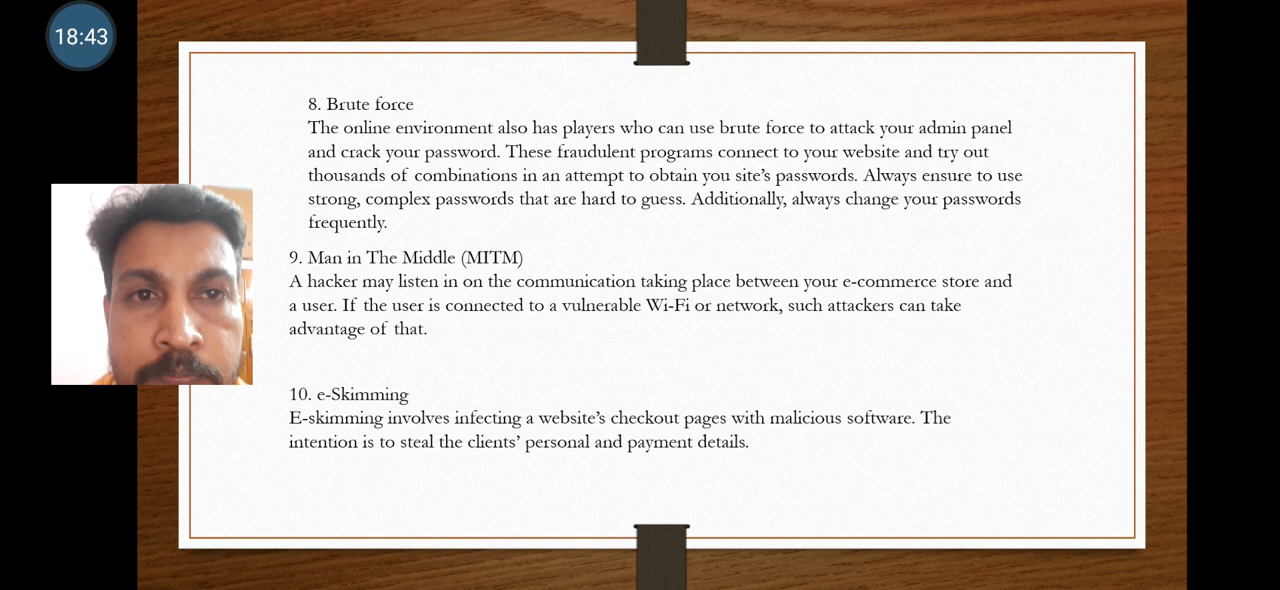 18:43
8. Brute force
The online environment also has players who can use brute force to attack your admin panel
and crack your password. These fraudulent programs connect to your website and try out
thousands of combinations in an attempt to obtain you site’s passwords. Always ensure to use
strong, complex passwords that are hard to guess. Additionally, always change your passwords
frequently.
9. Man in The Middle (MITM)
A hacker may listen in on the communication taking place between your e-commerce store and
a user. If the user is connected to a vulnerable Wi-Fi or network, such attackers can take
advantage of that.
10. e-Skimming
E-skimming involves infecting a website’s checkout pages with malicious software. The
intention is to steal the clients’ personal and payment details.